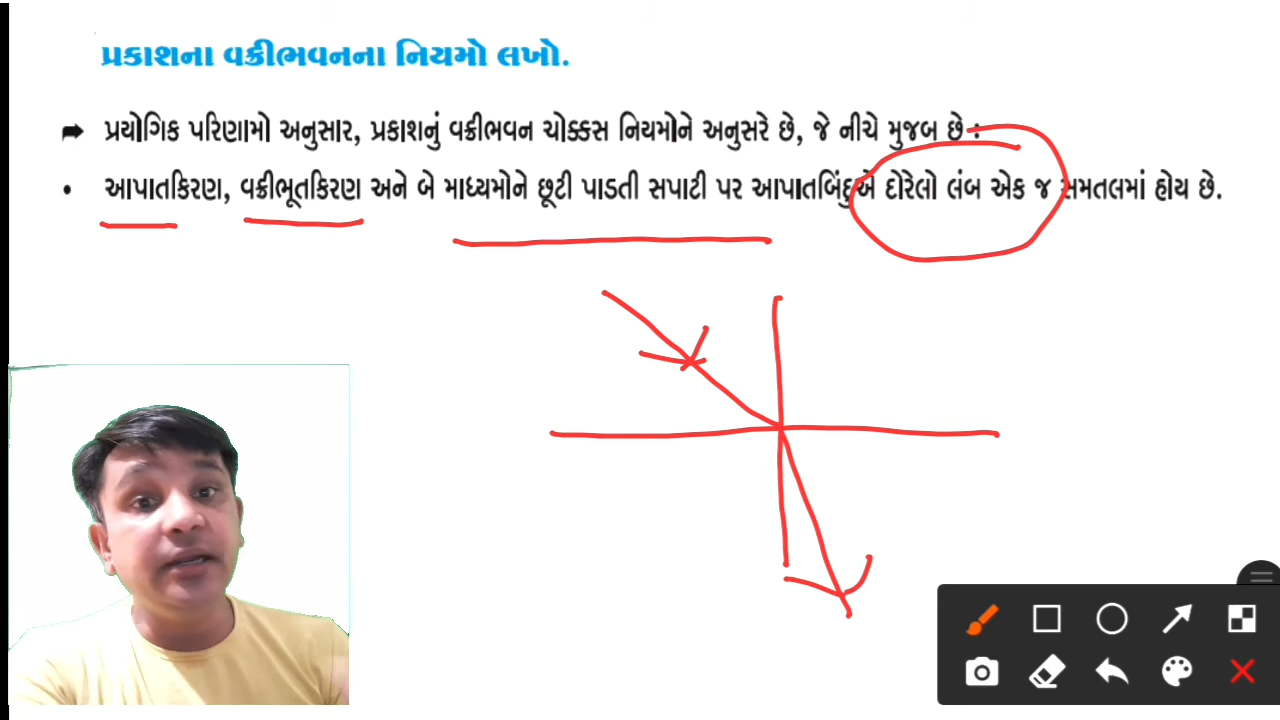 પ્રકાશના વક્રીભવનના નિયમો લખો.
➡ પ્રયોગિક પરિણામો અનુસાર, પ્રકાશનું વક્રીભવન ચોક્કસ નિયમોને અનુસરે છે, જે નીચે મુજબ છે :
• આપાતકિરણ, વક્રીભૂતકિરણ અને બે માધ્યમોને છૂટી પાડતી સપાટી પર આપાતબિંદુએ દોરેલો લંબ એક જ સમતલમાં હોય છે.